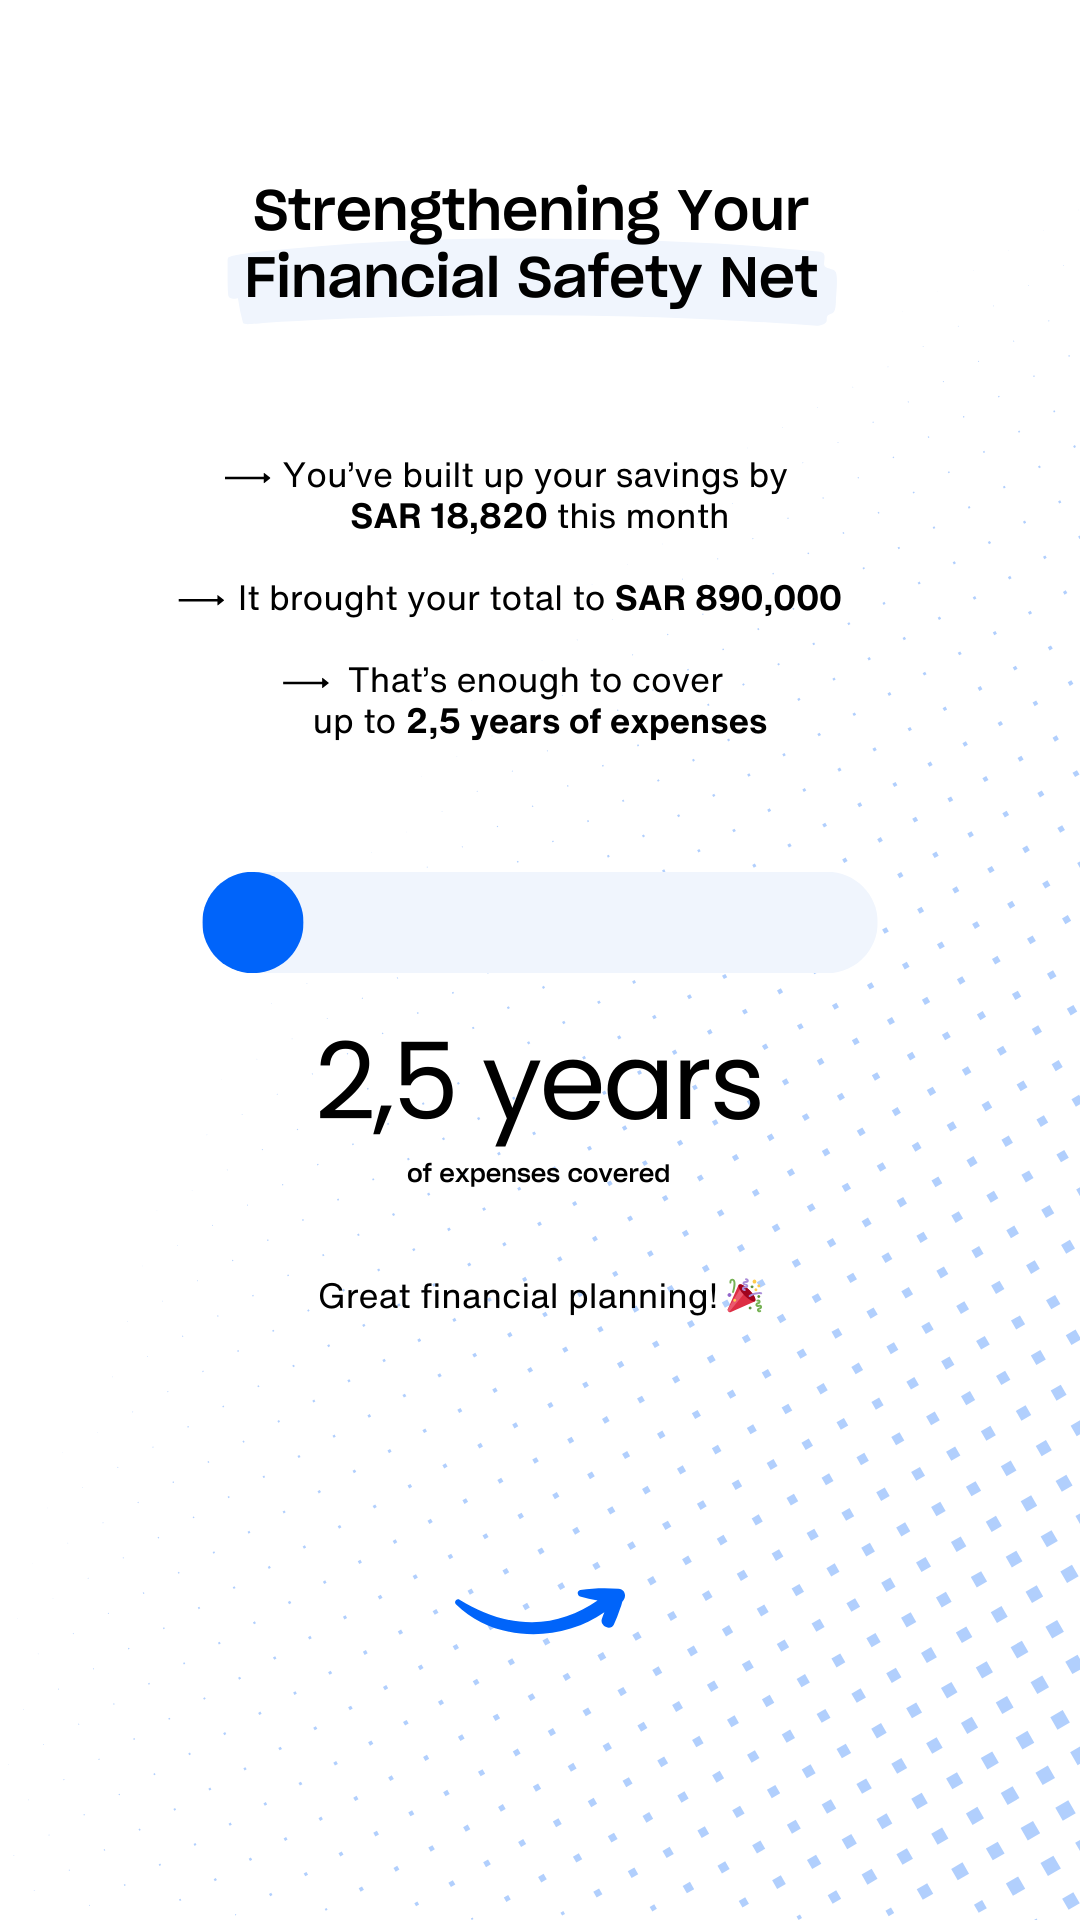 Strengthening Your
Financial Safety Net
You’ve built up your savings by
SAR 18,820 this month
It brought your total to SAR 890,000
That’s enough to cover
up to 2,5 years of expenses
2,5 years
of expenses covered
Great financial planning! 🎉